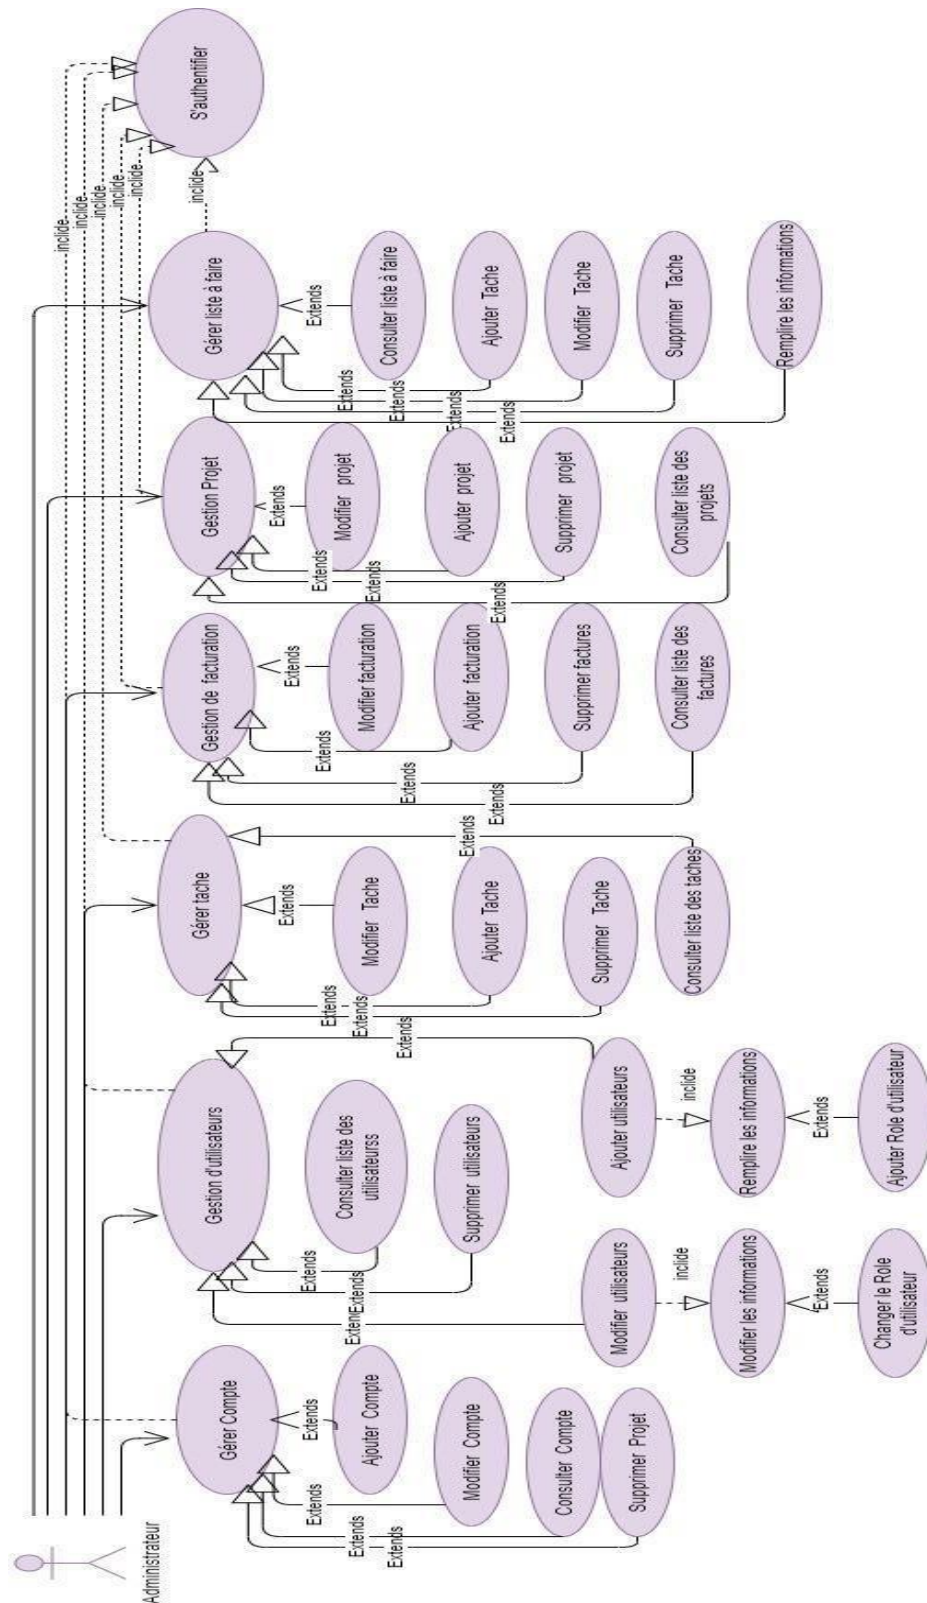 Administrateur
Gérer Compte
Extends
Ajouter Compte
Extends
Modifier Compte
Extends
Consulter Compte
Extends
Supprimer Projet
Gestion d'utilisateurs
Extends
Consulter liste des
utilisateurss
Extends
Supprimer utilisateurs
Extends
Modifier utilisateurs
inclide
Modifier les informations
Extends
Changer le Role
d'utilisateur
Extends
Ajouter utilisateurs
inclide
Remplire les informations
Extends
Ajouter Role d'utilisateur
Gérer tache
Extends
Modifier Tache
Extends
Ajouter Tache
Extends
Supprimer Tache
Extends
Consulter liste des taches
Gestion de facturation
Extends
Modifier facturation
Extends
Ajouter facturation
Extends
Supprimer factures
Extends
Consulter liste des
factures
Gestion Projet
Extends
Modifier projet
Extends
Ajouter projet
Extends
Supprimer projet
Extends
Consulter liste des
projets
Gérer liste à faire
Extends
Consulter liste à faire
Extends
Ajouter Tache
Extends
Modifier Tache
Extends
Supprimer Tache
Extends
Remplire les informations
inclide
inclide
inclide
inclide
inclide
inclide
S'authentifier